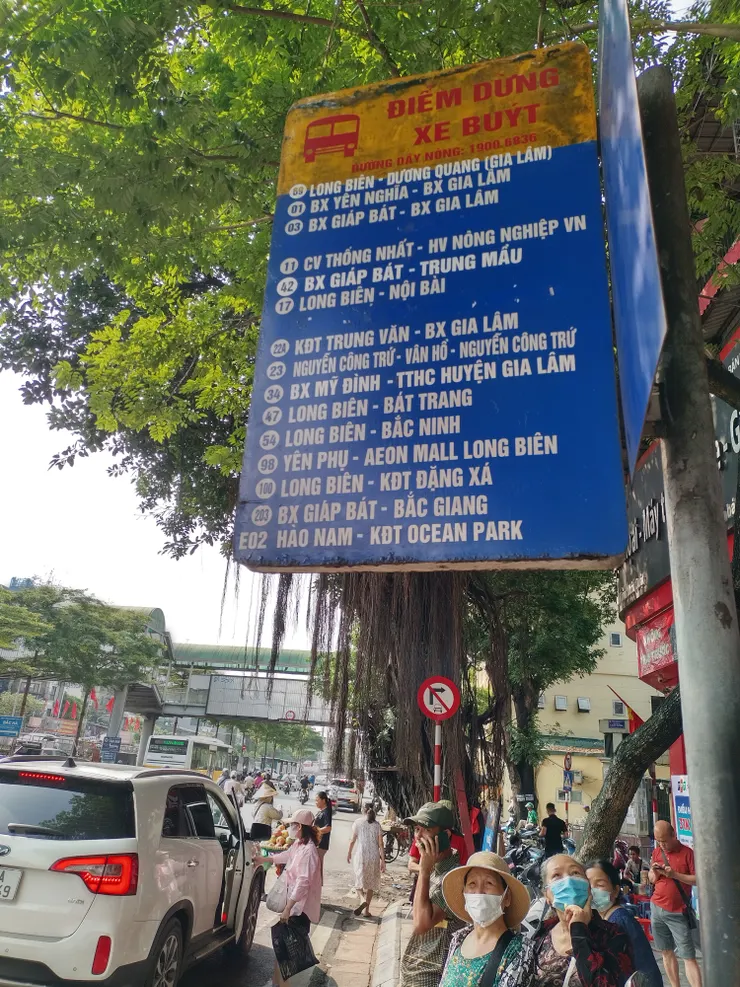 ĐIỂM DỪNG
XE BUÝT
ĐƯỜNG DÂY NÓNG: 1900.6836
69 LONG BIÊN - DƯƠNG QUANG (GIA LÂM)
01 BX YÊN NGHĨA - BX GIA LÂM
03 BX GIÁP BÁT - BX GIA LÂM
11 CV THỐNG NHẤT - HV NÔNG NGHIỆP VN
42 BX GIÁP BÁT - TRUNG MẦU
17 LONG BIÊN - NỘI BÀI
22A KĐT TRUNG VĂN - BX GIA LÂM
23 NGUYỄN CÔNG TRỨ - VÂN HỒ - NGUYỄN CÔNG TRỨ
34 BX MỸ ĐÌNH - TTHC HUYỆN GIA LÂM
47 LONG BIÊN - BÁT TRANG
54 LONG BIÊN - BẮC NINH
98 YÊN PHỤ - AEON MALL LONG BIÊN
100 LONG BIÊN - KĐT ĐẶNG XÁ
203 BX GIÁP BÁT - BẮC GIANG
E02 HÀO NAM - KĐT OCEAN PARK